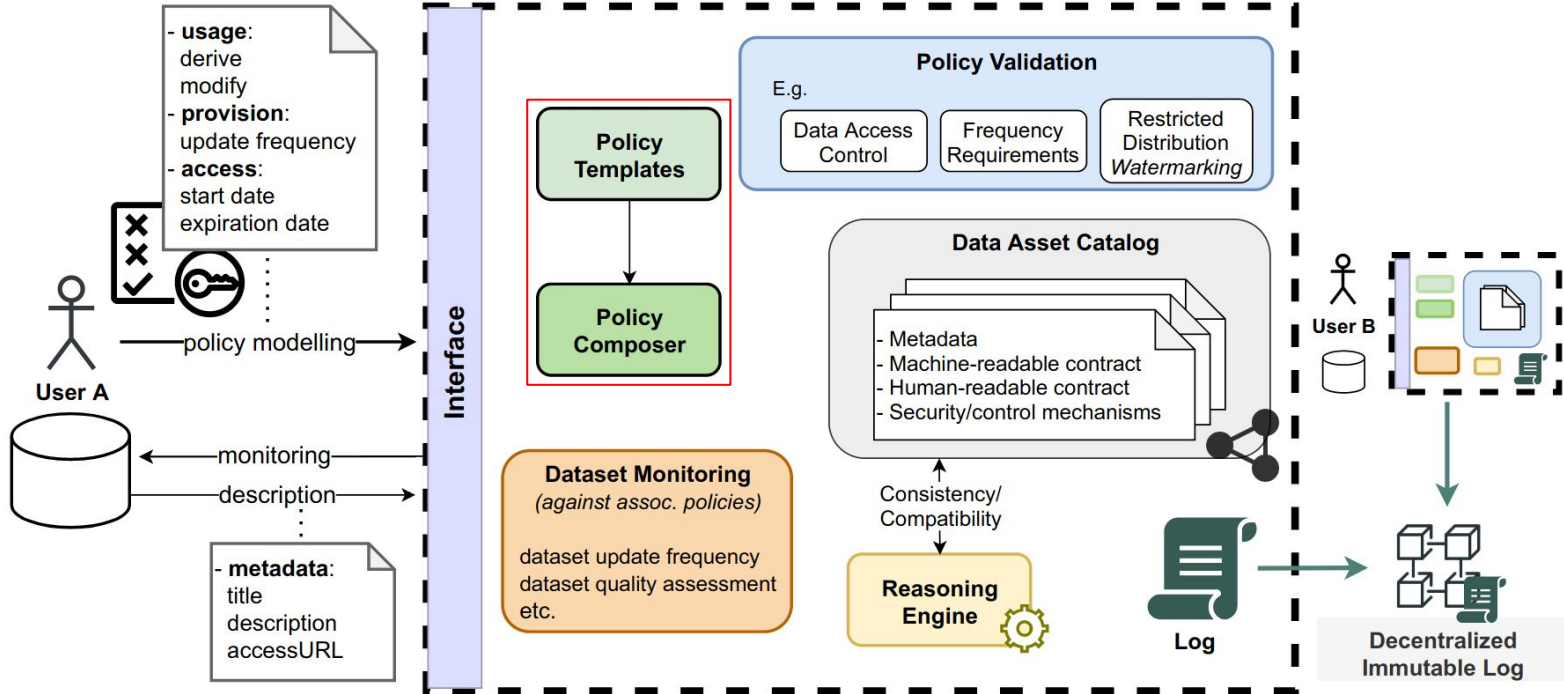 - usage:
derive
modify
- provision:
update frequency
- access:
start date
expiration date
policy modelling
User A
monitoring
description
- metadata:
title
description
accessURL
Interface
Policy
Templates
Policy
Composer
Policy Validation
E.g.
Data Access
Control
Frequency
Requirements
Restricted
Distribution
Watermarking
Data Asset Catalog
- Metadata
- Machine-readable contract
- Human-readable contract
- Security/control mechanisms
Dataset Monitoring
(against assoc. policies)
dataset update frequency
dataset quality assessment
etc.
Consistency/
Compatibility
Reasoning
Engine
Log
User B
Decentralized
Immutable Log